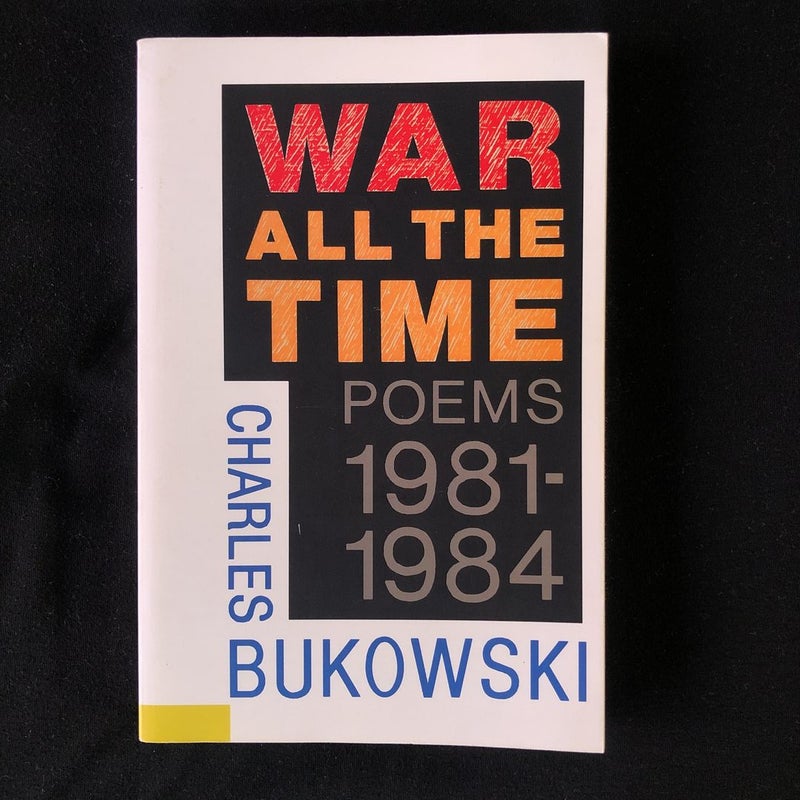 WAR
ALL THE
TIME
POEMS
1981-
1984
CHARLES
BUKOWSKI